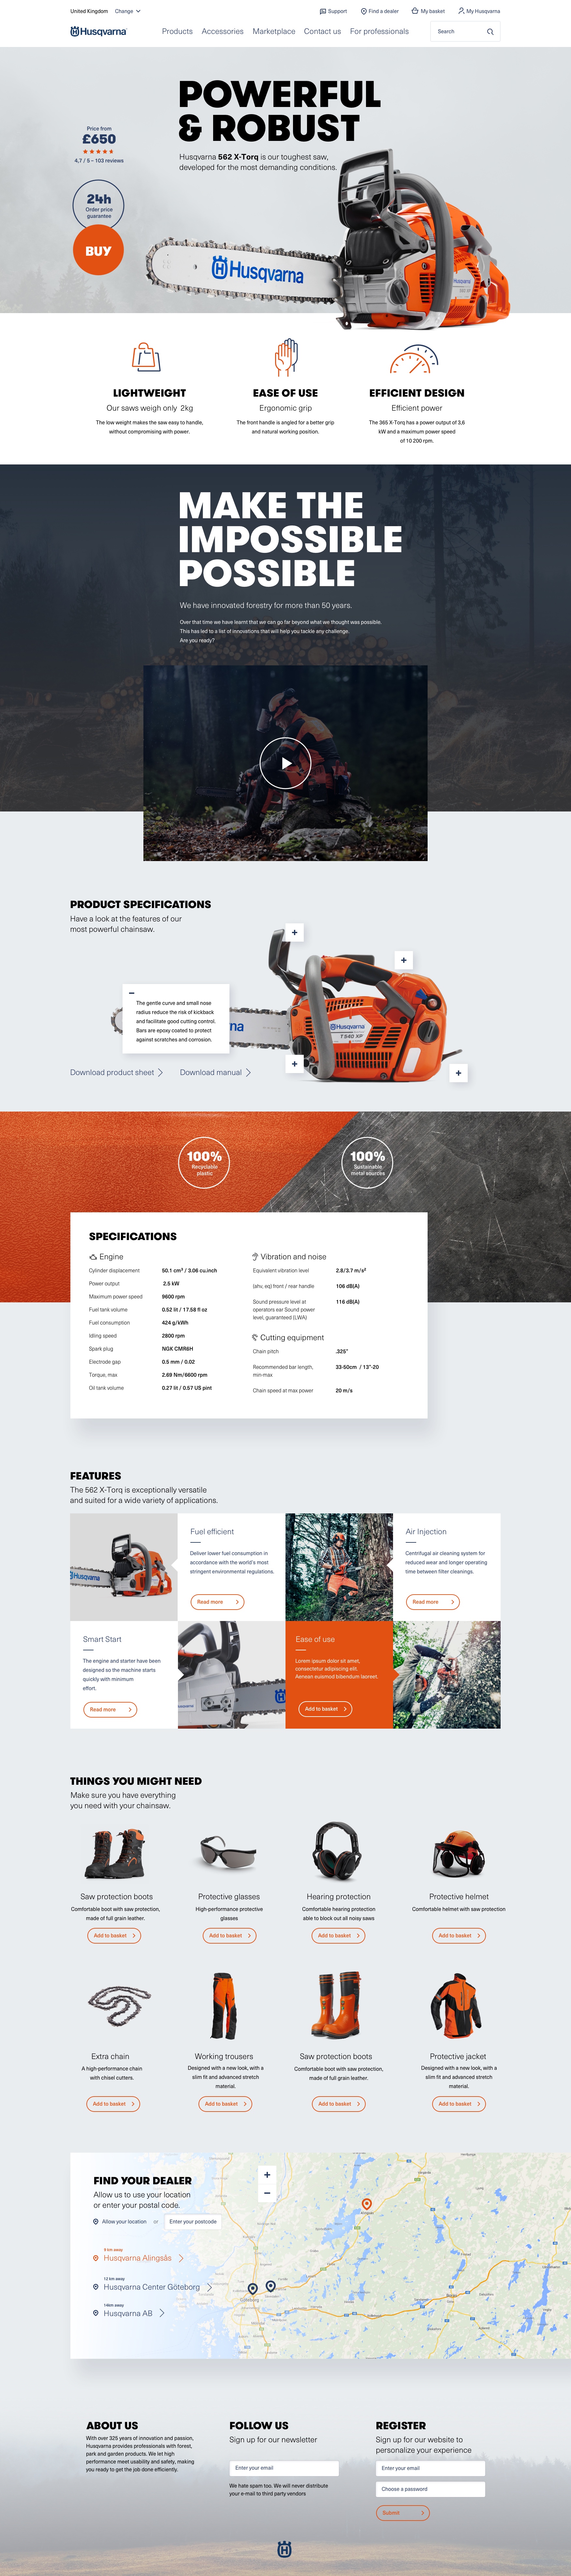 United Kingdom Change
Support Find a dealer My basket My Husqvarna
Husqvarna
Products Accessories Marketplace Contact us For professionals
Search
POWERFUL
& ROBUST
Husqvarna 562 X-Torq is our toughest saw,
developed for the most demanding conditions.
Price from
£650
4,7 / 5 – 103 reviews
24h
Order price
guarantee
BUY
Husqvarna
LIGHTWEIGHT
Our saws weigh only 2kg
The low weight makes the saw easy to handle,
without compromising with power.
EASE OF USE
Ergonomic grip
The front handle is angled for a better grip
and natural working position.
EFFICIENT DESIGN
Efficient power
The 365 X-Torq has a power output of 3,6
kW and a maximum power speed
of 10 200 rpm.
MAKE THE
IMPOSSIBLE
POSSIBLE
We have innovated forestry for more than 50 years.
Over that time we have learnt that we can go far beyond what we thought was possible.
This has led to a list of innovations that will help you tackle any challenge.
Are you ready?
PRODUCT SPECIFICATIONS
Have a look at the features of our
most powerful chainsaw.
The gentle curve and small nose
radius reduce the risk of kickback
and facilitate good cutting control.
Bars are epoxy coated to protect
against scratches and corrosion.
na
Husqvarna
T540 XP
Download product sheet
Download manual
100%
Recyclable
plastic
100%
Sustainable
metal sources
SPECIFICATIONS
Engine
Cylinder displacement 50.1 cm³ / 3.06 cu.inch
Power output 2.5 kW
Maximum power speed 9600 rpm
Fuel tank volume 0.52 lit / 17.58 fl oz
Fuel consumption 424 g/kWh
Idling speed 2800 rpm
Spark plug NGK CMR6H
Electrode gap 0.5 mm / 0.02
Torque, max 2.69 Nm/6600 rpm
Oil tank volume 0.27 lit / 0.57 US pint
Vibration and noise
Equivalent vibration level 2.8/3.7 m/s²
(ahv, eq) front / rear handle 106 dB(A)
Sound pressure level at 116 dB(A)
operators ear Sound power
level, guaranteed (LWA)
Cutting equipment
Chain pitch .325"
Recommended bar length, 33-50cm / 13"-20
min-max
Chain speed at max power 20 m/s
FEATURES
The 562 X-Torq is exceptionally versatile
and suited for a wide variety of applications.
Husqvarna
Fuel efficient
Deliver lower fuel consumption in
accordance with the world's most
stringent environmental regulations.
Read more
Air Injection
Centrifugal air cleaning system for
reduced wear and longer operating
time between filter cleanings.
Read more
Smart Start
The engine and starter have been
designed so the machine starts
quickly with minimum
effort.
Read more
Ease of use
Lorem ipsum dolor sit amet,
consectetur adipiscing elit.
Aenean euismod bibendum laoreet.
Add to basket
THINGS YOU MIGHT NEED
Make sure you have everything
you need with your chainsaw.
Saw protection boots
Comfortable boot with saw protection,
made of full grain leather.
Add to basket
Protective glasses
High-performance protective
glasses
Add to basket
Hearing protection
Comfortable hearing protection
able to block out all noisy saws
Add to basket
Protective helmet
Comfortable helmet with saw protection
Add to basket
Extra chain
A high-performance chain
with chisel cutters.
Add to basket
Working trousers
Designed with a new look, with a
slim fit and advanced stretch
material.
Add to basket
Saw protection boots
Comfortable boot with saw protection,
made of full grain leather.
Add to basket
Protective jacket
Designed with a new look, with a
slim fit and advanced stretch
material.
Add to basket
FIND YOUR DEALER
Allow us to use your location
or enter your postal code.
Allow your location or Enter your postcode
9 km away
Husqvarna Alingsås
12 km away
Husqvarna Center Göteborg
14km away
Husqvarna AB
ABOUT US
With over 325 years of innovation and passion,
Husqvarna provides professionals with forest,
park and garden products. We let high
performance meet usability and safety, making
you ready to get the job done efficiently.
FOLLOW US
Sign up for our newsletter
Enter your email
We hate spam too. We will never distribute
your e-mail to third party vendors
REGISTER
Sign up for our website to
personalize your experience
Enter your email
Choose a password
Submit